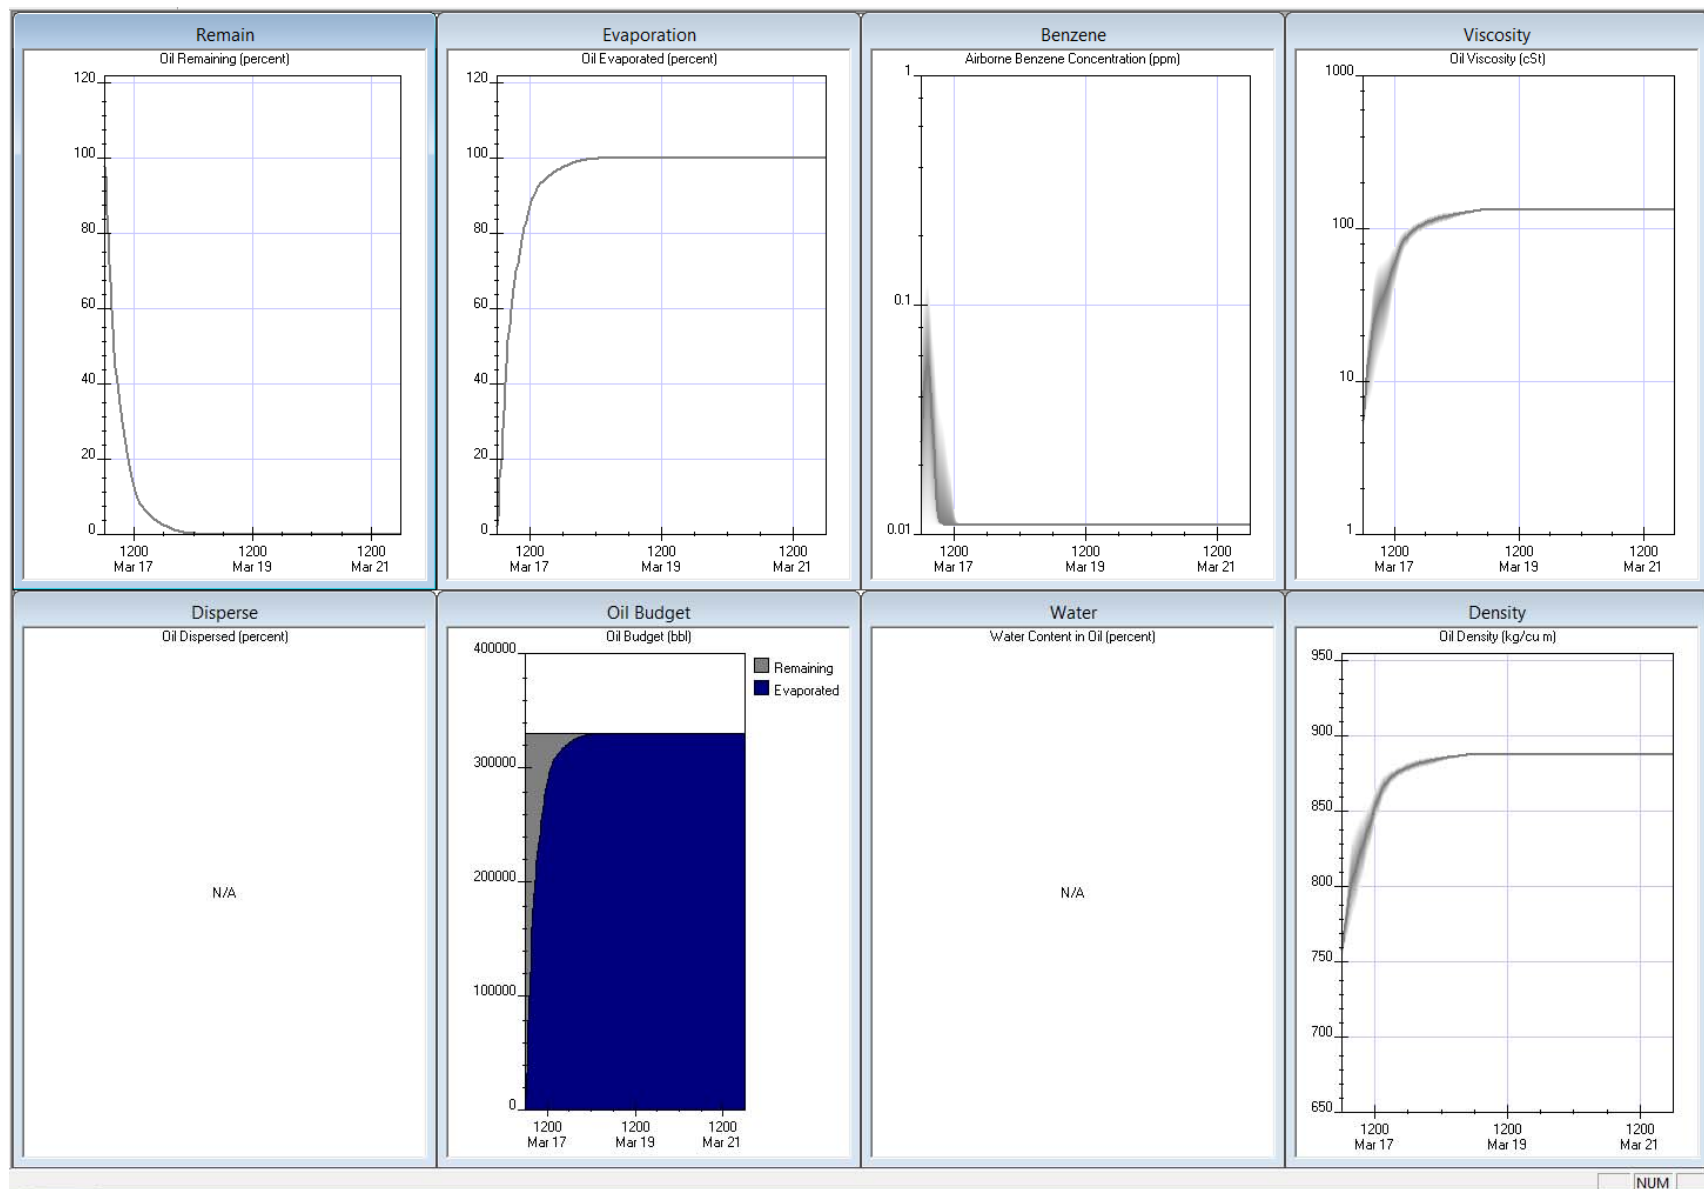 Remain
Oil Remaining (percent)
120
100
80
60
40
20
0
1200 1200 1200
Mar 17 Mar 19 Mar 21
Evaporation
Oil Evaporated (percent)
120
100
80
60
40
20
0
1200 1200 1200
Mar 17 Mar 19 Mar 21
Benzene
Airborne Benzene Concentration (ppm)
1
0.1
0.01
1200 1200 1200
Mar 17 Mar 19 Mar 21
Viscosity
Oil Viscosity (cSt)
1000
100
10
1
1200 1200 1200
Mar 17 Mar 19 Mar 21
Disperse
Oil Dispersed (percent)
N/A
Oil Budget
Oil Budget (bbl)
400000
300000
200000
100000
0
Remaining
Evaporated
1200 1200 1200
Mar 17 Mar 19 Mar 21
Water
Water Content in Oil (percent)
N/A
Density
Oil Density (kg/cu m)
950
900
850
800
750
700
650
1200 1200 1200
Mar 17 Mar 19 Mar 21
NUM